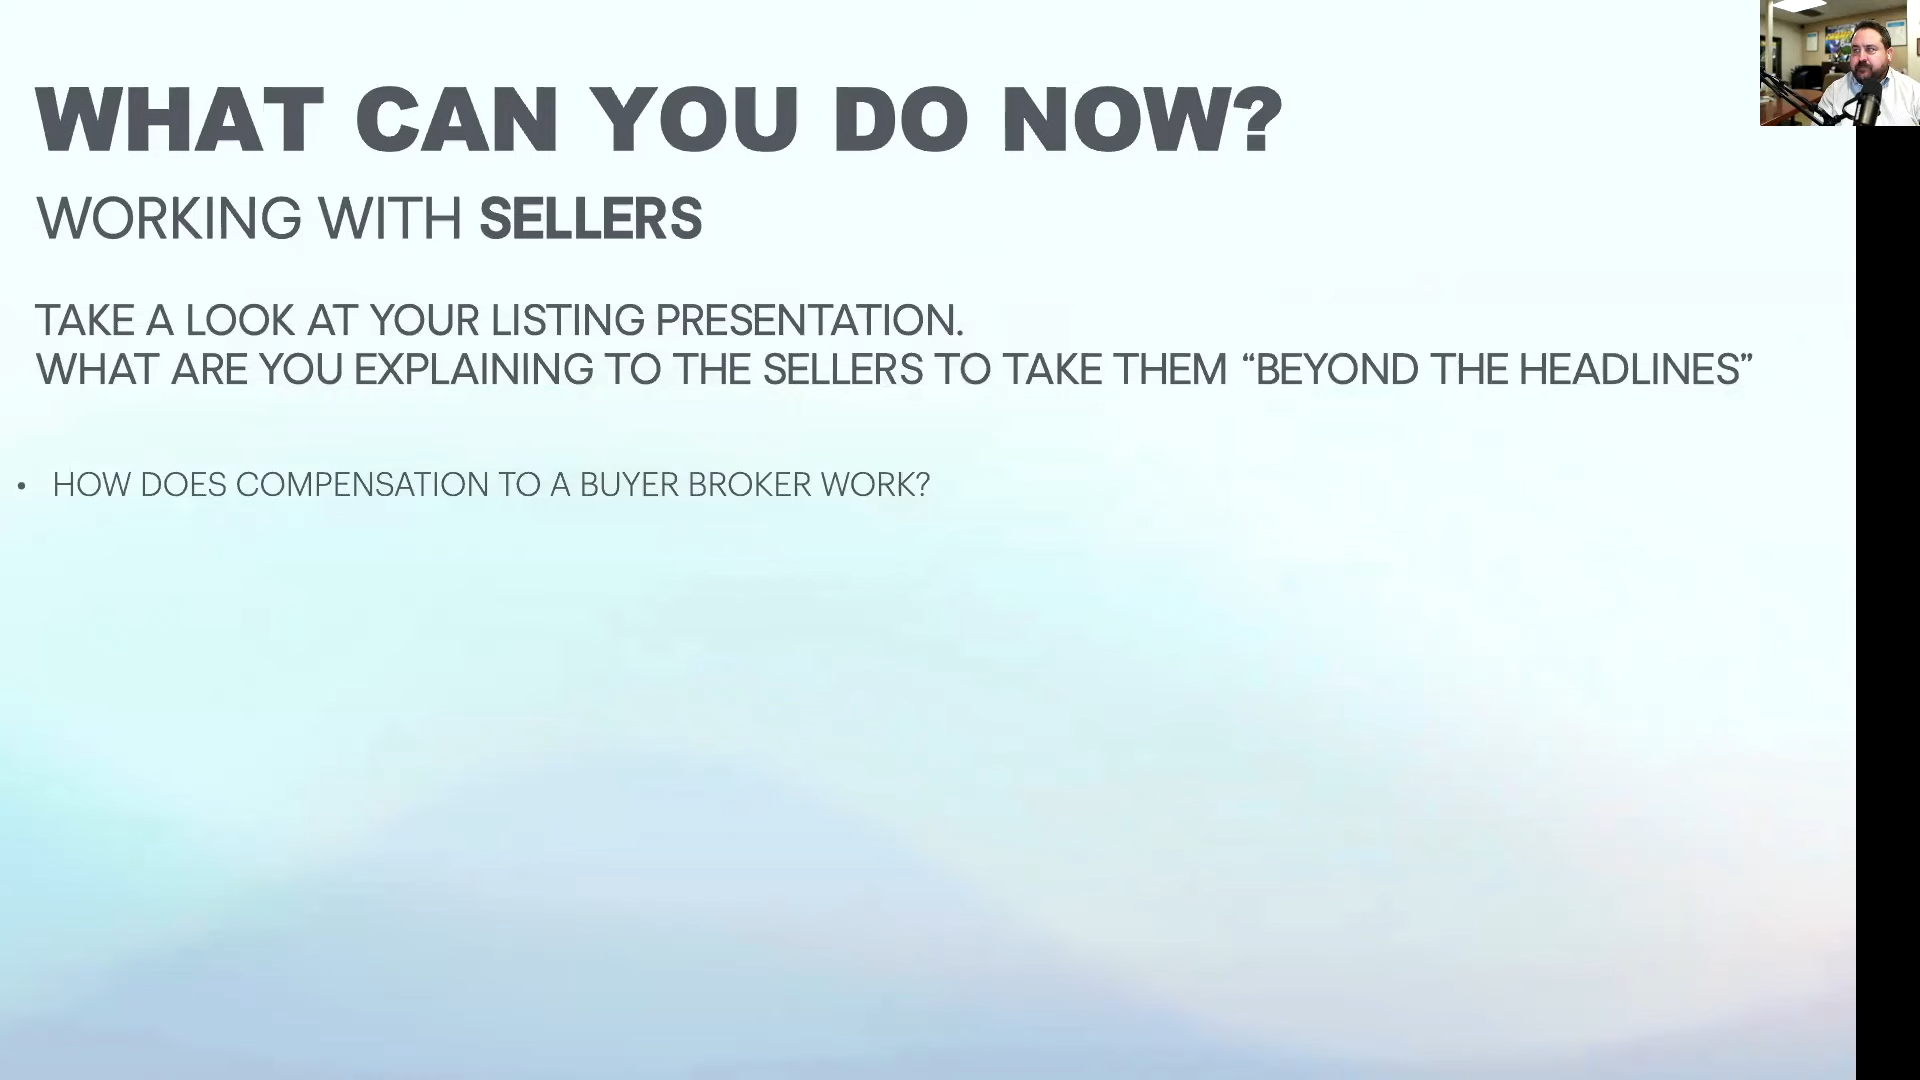 WHAT CAN YOU DO NOW?
WORKING WITH SELLERS
TAKE A LOOK AT YOUR LISTING PRESENTATION.
WHAT ARE YOU EXPLAINING TO THE SELLERS TO TAKE THEM “BEYOND THE HEADLINES”
• HOW DOES COMPENSATION TO A BUYER BROKER WORK?